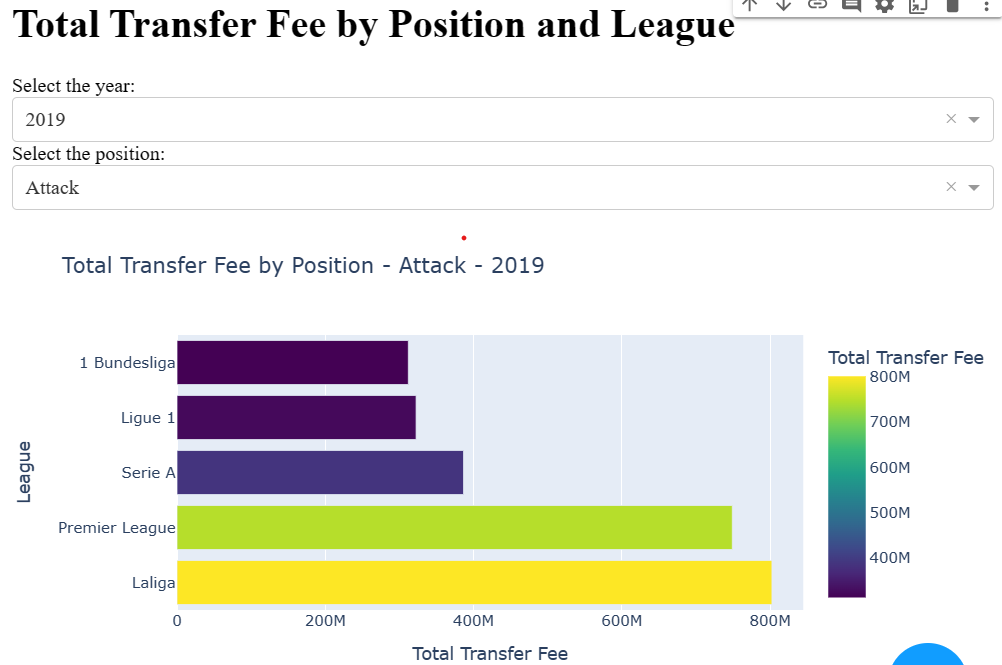 Total Transfer Fee by Position and League
Select the year:
2019
Select the position:
Attack
Total Transfer Fee by Position - Attack - 2019
League
1 Bundesliga
Ligue 1
Serie A
Premier League
Laliga
0 200M 400M 600M 800M
Total Transfer Fee
Total Transfer Fee
800M
700M
600M
500M
400M